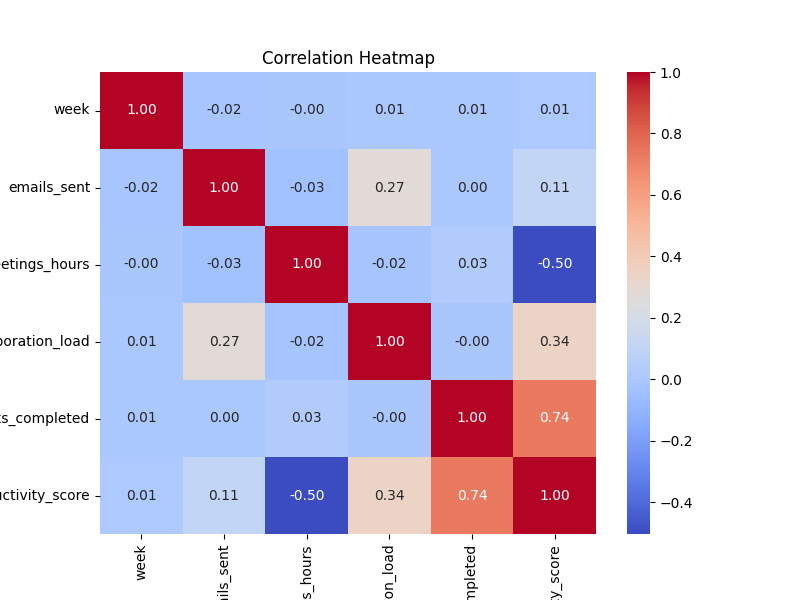 Correlation Heatmap
week 1.00 -0.02 -0.00 0.01 0.01 0.01
emails_sent -0.02 1.00 -0.03 0.27 0.00 0.11
etings_hours -0.00 -0.03 1.00 -0.02 0.03 -0.50
oration_load 0.01 0.27 -0.02 1.00 -0.00 0.34
s_completed 0.01 0.00 0.03 -0.00 1.00 0.74
uctivity_score 0.01 0.11 -0.50 0.34 0.74 1.00
week
ils_sent
s_hours
on_load
mpleted
y_score
1.0
0.8
0.6
0.4
0.2
0.0
−0.2
−0.4